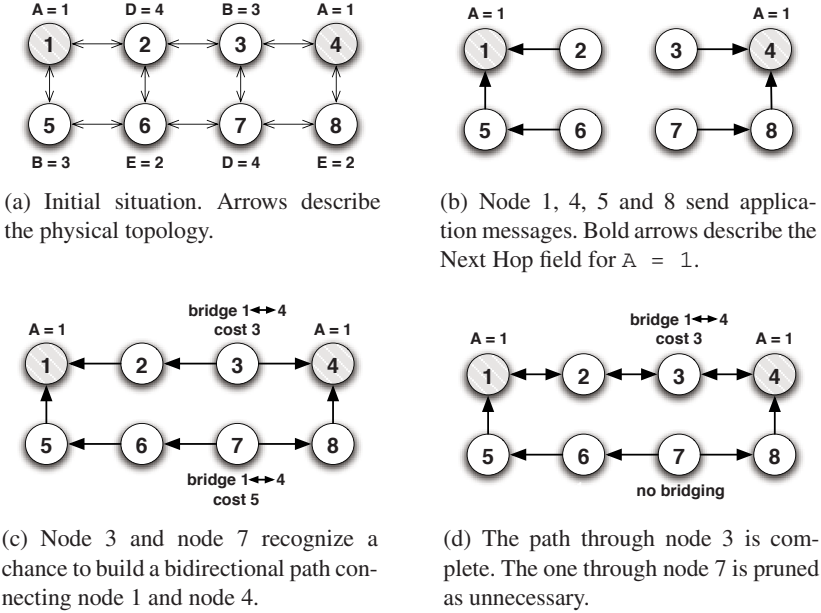 A = 1 D = 4 B = 3 A = 1
1 2 3 4
5 6 7 8
B = 3 E = 2 D = 4 E = 2
(a) Initial situation. Arrows describe
the physical topology.
A = 1 A = 1
1 2 3 4
5 6 7 8
(b) Node 1, 4, 5 and 8 send applica-
tion messages. Bold arrows describe the
Next Hop field for A = 1.
bridge 1↔4
A = 1 cost 3 A = 1
1 2 3 4
5 6 7 8
bridge 1↔4
cost 5
(c) Node 3 and node 7 recognize a
chance to build a bidirectional path con-
necting node 1 and node 4.
bridge 1↔4
A = 1 cost 3 A = 1
1 2 3 4
5 6 7 8
no bridging
(d) The path through node 3 is com-
plete. The one through node 7 is pruned
as unnecessary.